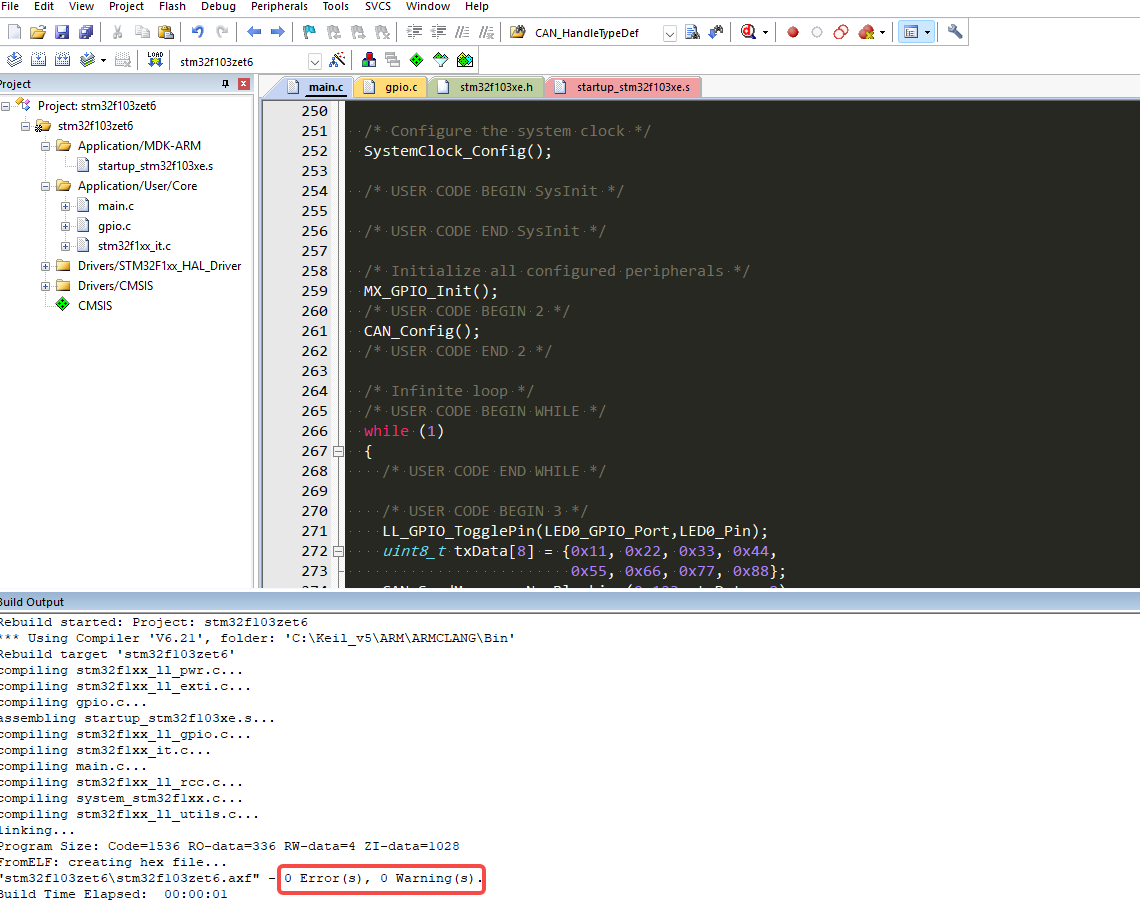 File Edit View Project Flash Debug Peripherals Tools SVCS Window Help
CAN_HandleTypeDef
LOAD
stm32f103zet6
Project
main.c gpio.c stm32f103xe.h startup_stm32f103xe.s
Project: stm32f103zet6
stm32f103zet6
Application/MDK-ARM
startup_stm32f103xe.s
Application/User/Core
main.c
gpio.c
stm32f1xx_it.c
Drivers/STM32F1xx_HAL_Driver
Drivers/CMSIS
CMSIS
250
251 /* Configure the system clock */
252 SystemClock_Config();
253
254 /* USER CODE BEGIN SysInit */
255
256 /* USER CODE END SysInit */
257
258 /* Initialize all configured peripherals */
259 MX_GPIO_Init();
260 /* USER CODE BEGIN 2 */
261 CAN_Config();
262 /* USER CODE END 2 */
263
264 /* Infinite loop */
265 /* USER CODE BEGIN WHILE */
266 while (1)
267 {
268 /* USER CODE END WHILE */
269
270 /* USER CODE BEGIN 3 */
271 LL_GPIO_TogglePin(LED0_GPIO_Port,LED0_Pin);
272 uint8_t txData[8] = {0x11, 0x22, 0x33, 0x44,
273 0x55, 0x66, 0x77, 0x88};
Build Output
Rebuild started: Project: stm32f103zet6
*** Using Compiler 'V6.21', folder: 'C:\Keil_v5\ARM\ARMCLANG\Bin'
Rebuild target 'stm32f103zet6'
compiling stm32f1xx_ll_pwr.c...
compiling stm32f1xx_ll_exti.c...
compiling gpio.c...
assembling startup_stm32f103xe.s...
compiling stm32f1xx_ll_gpio.c...
compiling stm32f1xx_it.c...
compiling main.c...
compiling stm32f1xx_ll_rcc.c...
compiling system_stm32f1xx.c...
compiling stm32f1xx_ll_utils.c...
linking...
Program Size: Code=1536 RO-data=336 RW-data=4 ZI-data=1028
FromELF: creating hex file...
"stm32f103zet6\stm32f103zet6.axf" - 0 Error(s), 0 Warning(s).
Build Time Elapsed: 00:00:01